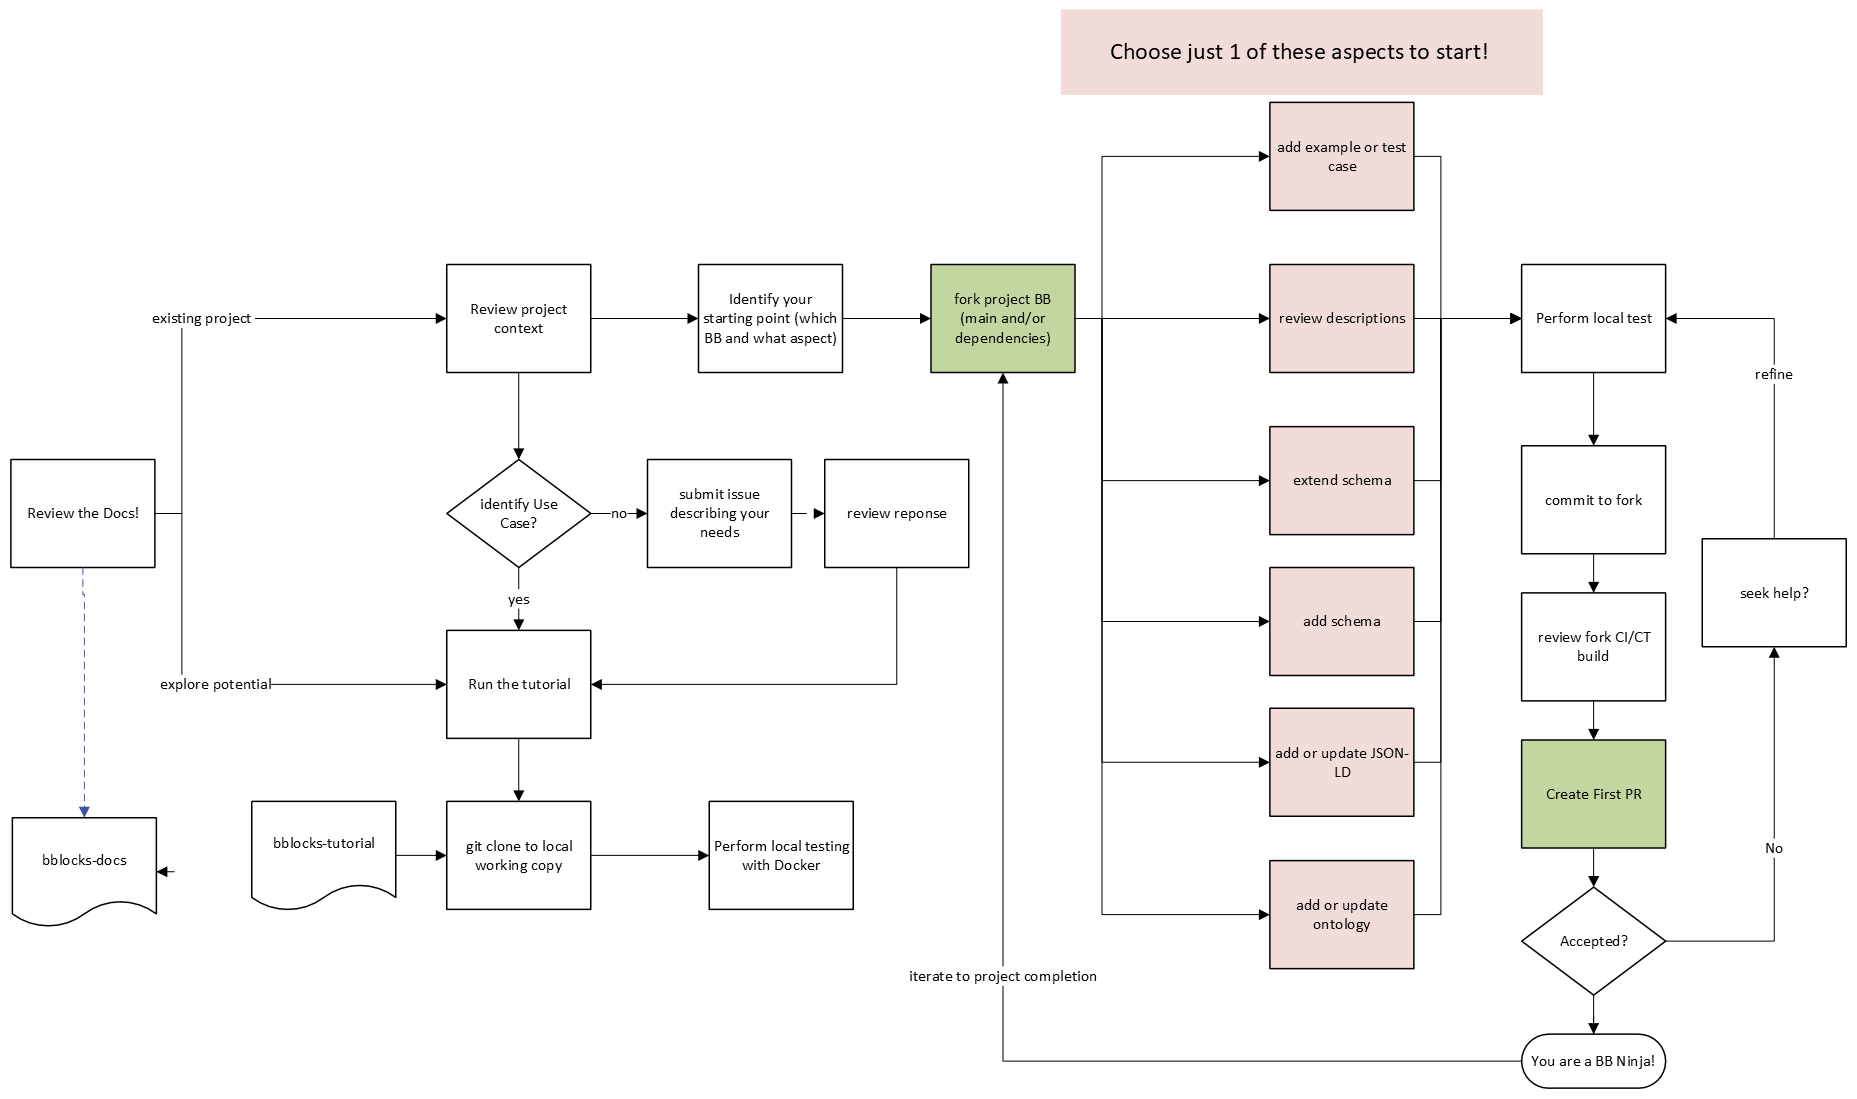 Choose just 1 of these aspects to start!
add example or test
case
existing project
Review project
context
Identify your
starting point (which
BB and what aspect)
fork project BB
(main and/or
dependencies)
review descriptions
Perform local test
refine
Review the Docs!
identify Use
Case?
no
submit issue
describing your
needs
review reponse
extend schema
commit to fork
yes
seek help?
add schema
review fork CI/CT
build
explore potential
Run the tutorial
add or update JSON-
LD
Create First PR
bblocks-docs
bblocks-tutorial
git clone to local
working copy
Perform local testing
with Docker
No
add or update
ontology
Accepted?
iterate to project completion
You are a BB Ninja!